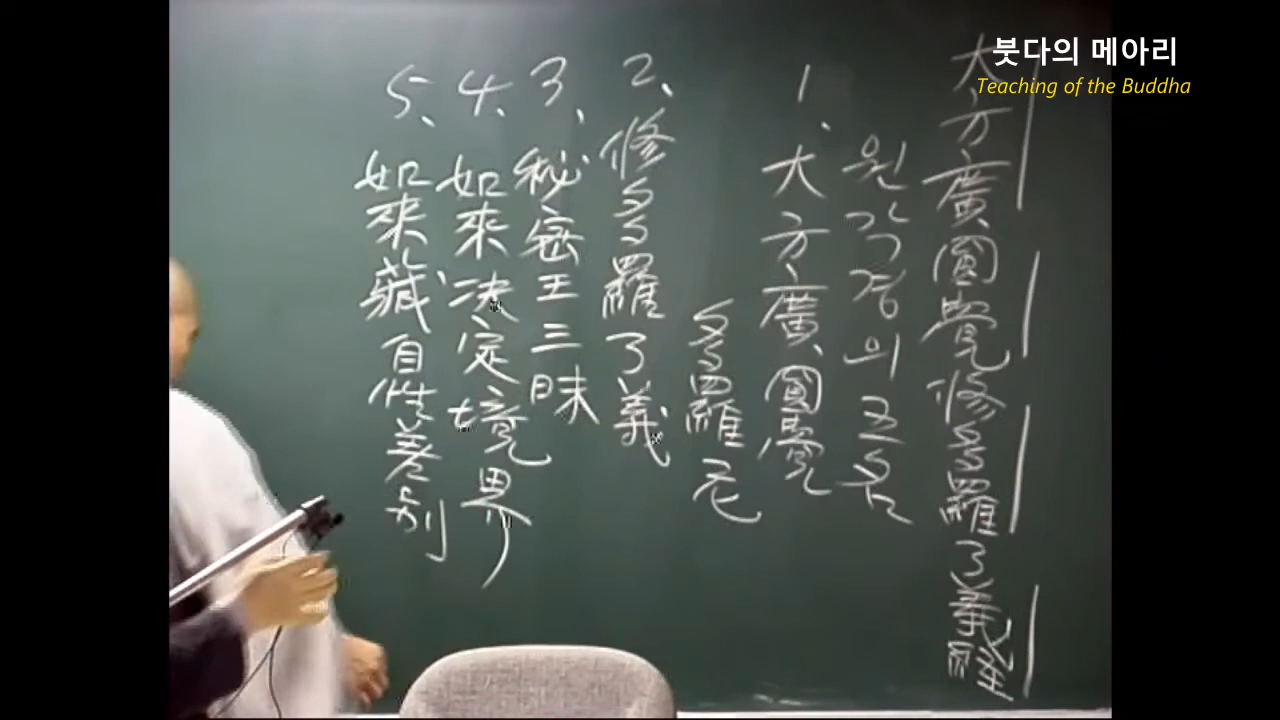 붓다의 메아리
Teaching of the Buddha
大方廣圓覺修多羅了義經
원각경의 五名
1、大方廣圓覺
多羅尼
2、修多羅了義
3、秘密王三昧
4、如來決定境界
5、如來藏自性差別